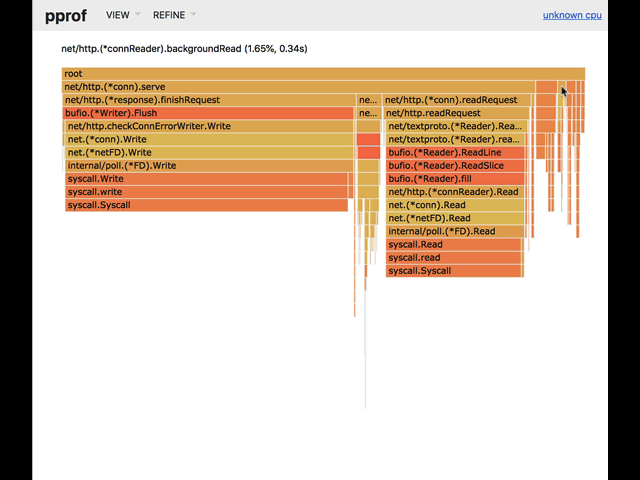 pprof VIEW REFINE unknown cpu
net/http.(*connReader).backgroundRead (1.65%, 0.34s)
root
net/http.(*conn).serve
net/http.(*response).finishRequest ne... net/http.(*conn).readRequest
bufio.(*Writer).Flush ne... net/http.readRequest
net/http.checkConnErrorWriter.Write net/textproto.(*Reader).Rea...
net.(*conn).Write net/textproto.(*Reader).rea...
net.(*netFD).Write bufio.(*Reader).ReadLine
internal/poll.(*FD).Write bufio.(*Reader).ReadSlice
syscall.Write bufio.(*Reader).fill
syscall.write net/http.(*connReader).Read
syscall.Syscall net.(*conn).Read
net.(*netFD).Read
internal/poll.(*FD).Read
syscall.Read
syscall.read
syscall.Syscall